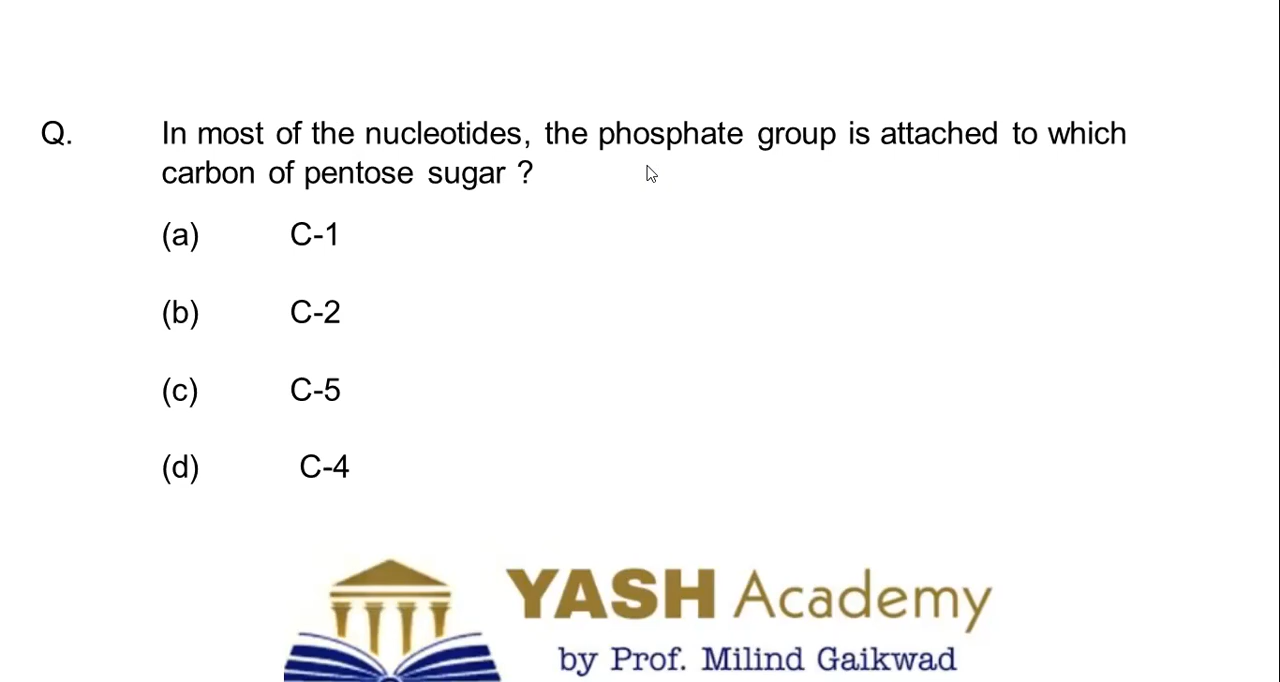 Q. In most of the nucleotides, the phosphate group is attached to which
carbon of pentose sugar ?
(a) C-1
(b) C-2
(c) C-5
(d) C-4
YASH Academy
by Prof. Milind Gaikwad